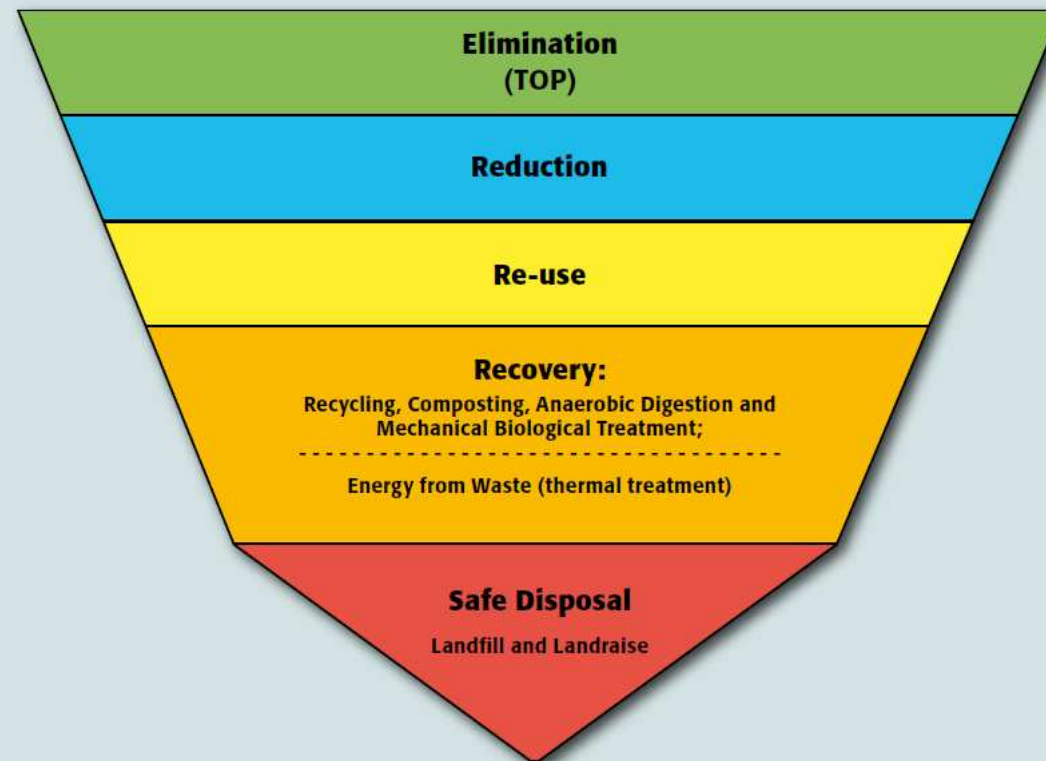 Elimination
(TOP)
Reduction
Re-use
Recovery:
Recycling, Composting, Anaerobic Digestion and
Mechanical Biological Treatment;
Energy from Waste (thermal treatment)
Safe Disposal
Landfill and Landraise